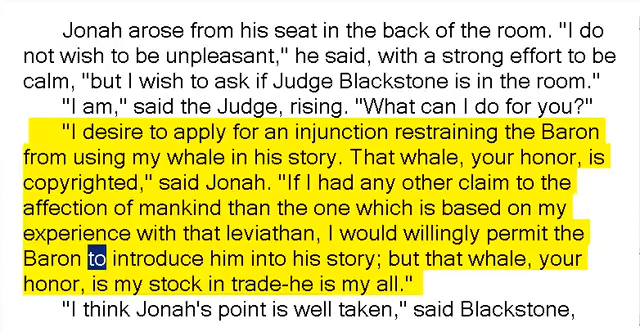 Jonah arose from his seat in the back of the room. "I do
not wish to be unpleasant," he said, with a strong effort to be
calm, "but I wish to ask if Judge Blackstone is in the room."
"I am," said the Judge, rising. "What can I do for you?"
"I desire to apply for an injunction restraining the Baron
from using my whale in his story. That whale, your honor, is
copyrighted," said Jonah. "If I had any other claim to the
affection of mankind than the one which is based on my
experience with that leviathan, I would willingly permit the
Baron to introduce him into his story; but that whale, your
honor, is my stock in trade-he is my all."
"I think Jonah's point is well taken," said Blackstone,